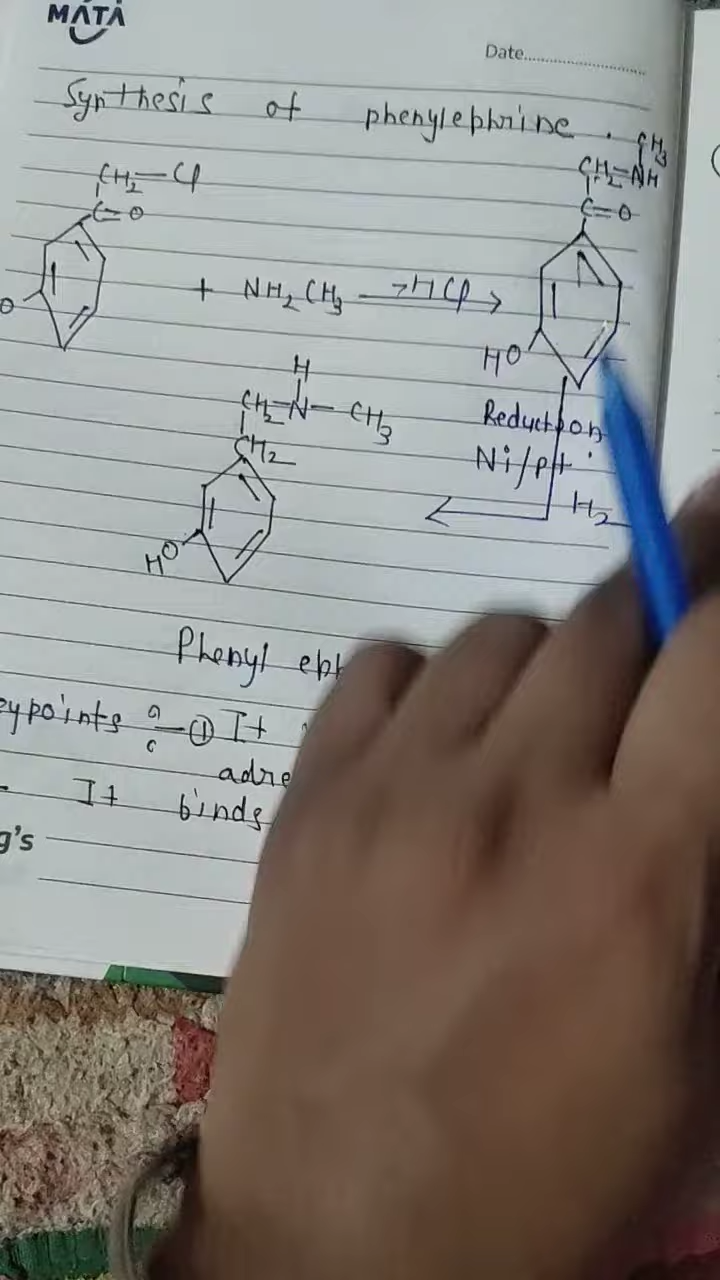 MATA
Date
Synthesis of phenylephrine.
CH3
CH2-Cl
CH2-NH
C=O
C=O
O
+ NH2CH3 -HCl
HO
H
CH2-N-CH3
CH2
Reduction
Ni/pt
H2
HO
Phenyl
eypoints :- ① It
adre
It binds
g's